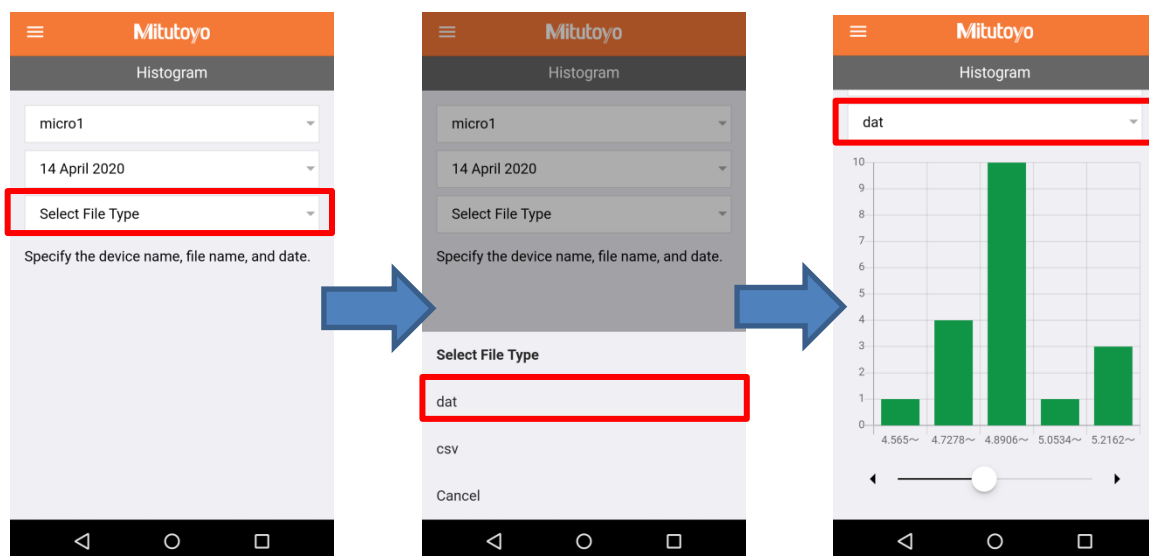 Mitutoyo
Histogram
micro1
14 April 2020
Select File Type
Specify the device name, file name, and date.
Mitutoyo
Histogram
micro1
14 April 2020
Select File Type
Specify the device name, file name, and date.
Select File Type
dat
csv
Cancel
Mitutoyo
Histogram
dat
10
9
8
7
6
5
4
3
2
1
0
4.565～ 4.7278～ 4.8906～ 5.0534～ 5.2162～